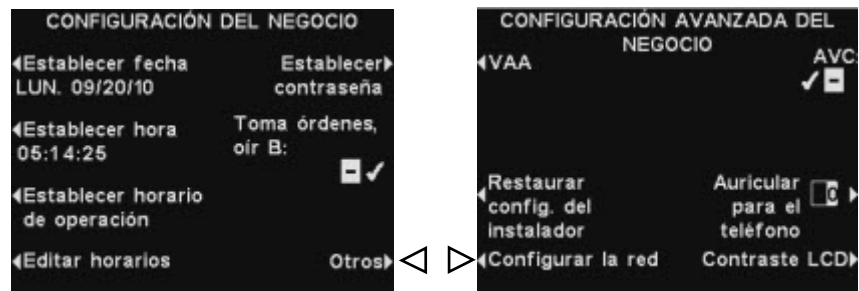 CONFIGURACIÓN DEL NEGOCIO
Establecer fecha
LUN. 09/20/10
Establecer contraseña
Establecer hora
05:14:25
Toma órdenes,
oír B:
Establecer horario
de operación
Editar horarios
Otros
CONFIGURACIÓN AVANZADA DEL
NEGOCIO
VAA
AVC:
Restaurar
config. del
instalador
Auricular
para el
teléfono
0
Configurar la red
Contraste LCD